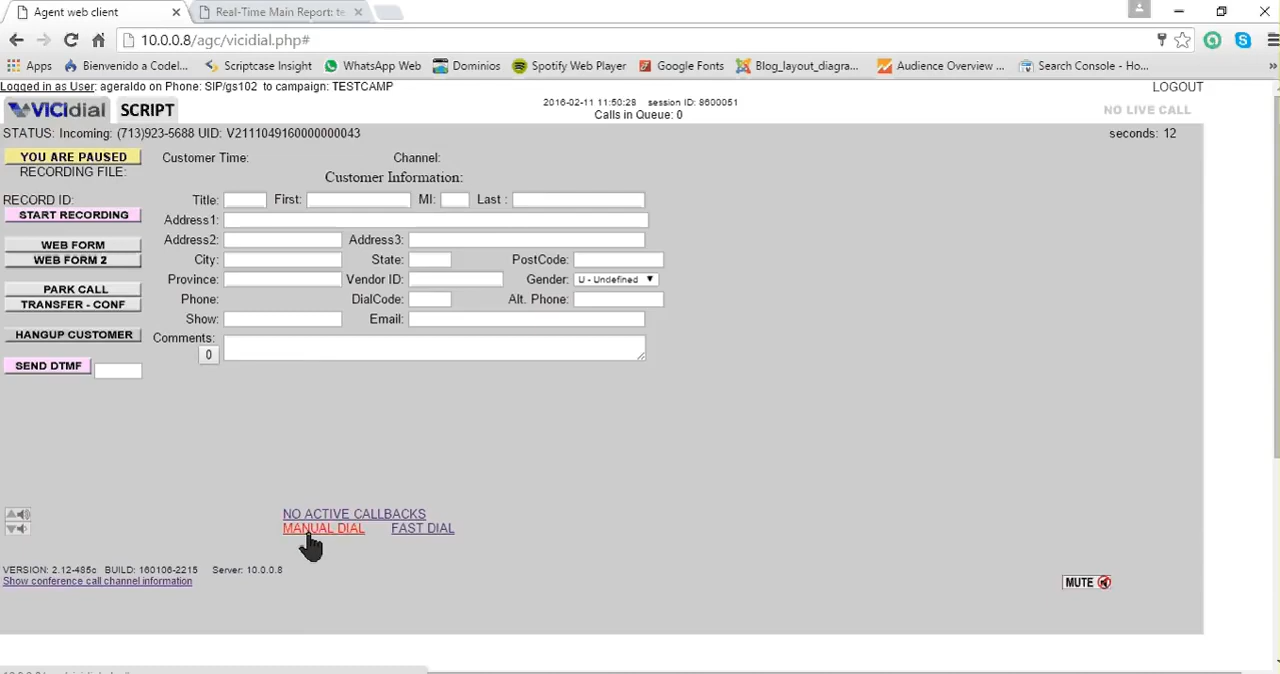 Agent web client
Real-Time Main Report: te
10.0.0.8/agc/vicidial.php#
Apps Bienvenido a Codel... Scriptcase Insight WhatsApp Web Dominios Spotify Web Player Google Fonts Blog_layout_diagra... Audience Overview ... Search Console - Ho... »
Logged in as User: ageraldo on Phone: SIP/gs102 to campaign: TESTCAMP
LOGOUT
VICIdial SCRIPT
2016-02-11 11:50:28 session ID: 8600051
Calls in Queue: 0
NO LIVE CALL
STATUS: Incoming: (713)923-5688 UID: V2111049160000000043
seconds: 12
YOU ARE PAUSED
Customer Time: Channel:
RECORDING FILE:
Customer Information:
RECORD ID:
Title: First: MI: Last :
START RECORDING
Address1:
Address2: Address3:
WEB FORM
WEB FORM 2
City: State: PostCode:
Province: Vendor ID: Gender: U - Undefined
PARK CALL
Phone: DialCode: Alt. Phone:
TRANSFER - CONF
Show: Email:
HANGUP CUSTOMER
Comments:
0
SEND DTMF
NO ACTIVE CALLBACKS
MANUAL DIAL FAST DIAL
VERSION: 2.12-485c BUILD: 160106-2215 Server: 10.0.0.8
Show conference call channel information
MUTE